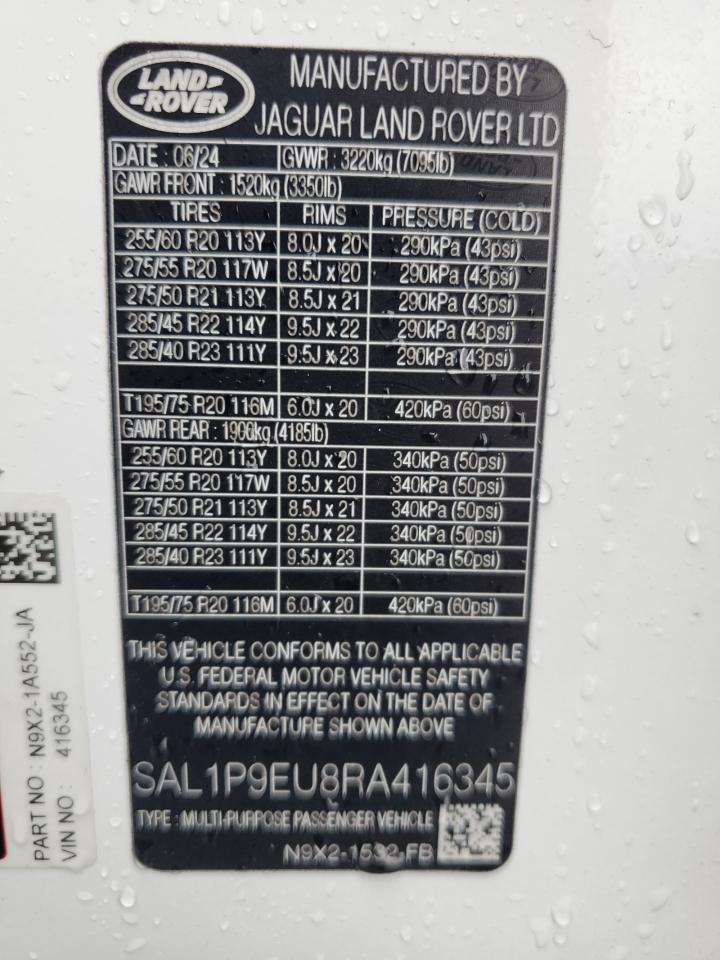 LAND-
-ROVER
MANUFACTURED BY
JAGUAR LAND ROVER LTD
DATE : 06/24 GVWR : 3220kg (7095lb)
GAWR FRONT : 1520kg (3350lb)
TIRES RIMS PRESSURE (COLD)
255/60 R20 113Y 8.0J x 20 290kPa (43psi)
275/55 R20 117W 8.5J x 20 290kPa (43psi)
275/50 R21 113Y 8.5J x 21 290kPa (43psi)
285/45 R22 114Y 9.5J x 22 290kPa (43psi)
285/40 R23 111Y 9.5J x 23 290kPa (43psi)
T195/75 R20 116M 6.0J x 20 420kPa (60psi)
GAWR REAR : 1900kg (4185lb)
255/60 R20 113Y 8.0J x 20 340kPa (50psi)
275/55 R20 117W 8.5J x 20 340kPa (50psi)
275/50 R21 113Y 8.5J x 21 340kPa (50psi)
285/45 R22 114Y 9.5J x 22 340kPa (50psi)
285/40 R23 111Y 9.5J x 23 340kPa (50psi)
T195/75 R20 116M 6.0J x 20 420kPa (60psi)
THIS VEHICLE CONFORMS TO ALL APPLICABLE
U.S. FEDERAL MOTOR VEHICLE SAFETY
STANDARDS IN EFFECT ON THE DATE OF
MANUFACTURE SHOWN ABOVE
SAL1P9EU8RA416345
TYPE : MULTI-PURPOSE PASSENGER VEHICLE
N9X2-1532-FB
PART NO : N9X2-1A552-JA
VIN NO : 416345